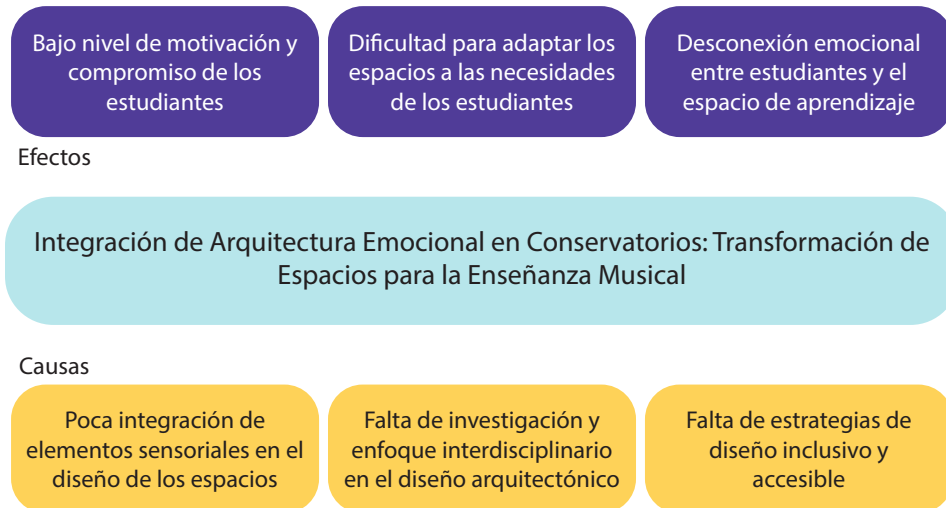 Bajo nivel de motivación y
compromiso de los
estudiantes
Dificultad para adaptar los
espacios a las necesidades
de los estudiantes
Desconexión emocional
entre estudiantes y el
espacio de aprendizaje
Efectos
Integración de Arquitectura Emocional en Conservatorios: Transformación de
Espacios para la Enseñanza Musical
Causas
Poca integración de
elementos sensoriales en el
diseño de los espacios
Falta de investigación y
enfoque interdisciplinario
en el diseño arquitectónico
Falta de estrategias de
diseño inclusivo y
accesible